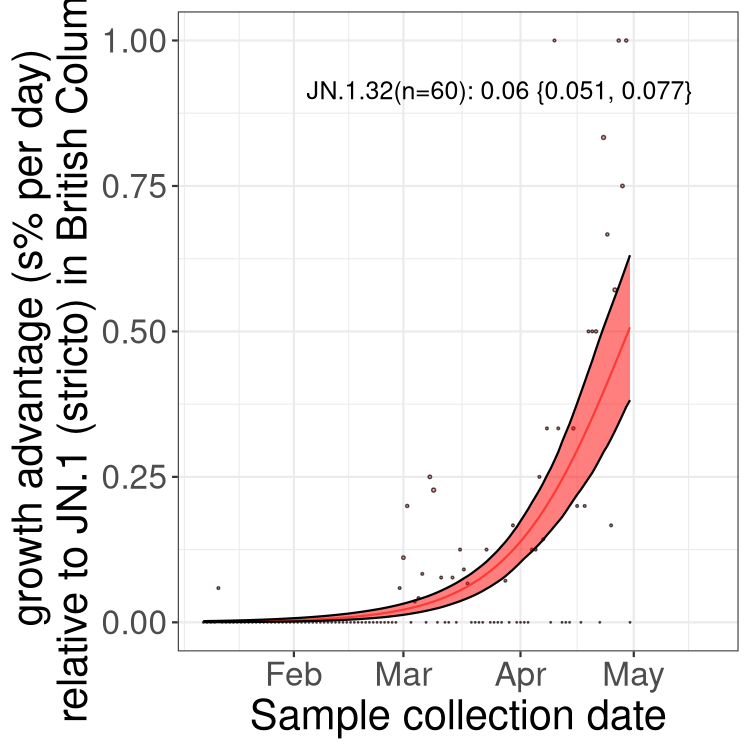 growth advantage (s% per day)
relative to JN.1 (stricto) in British Colum
1.00
0.75
0.50
0.25
0.00
JN.1.32(n=60): 0.06 {0.051, 0.077}
Feb Mar Apr May
Sample collection date